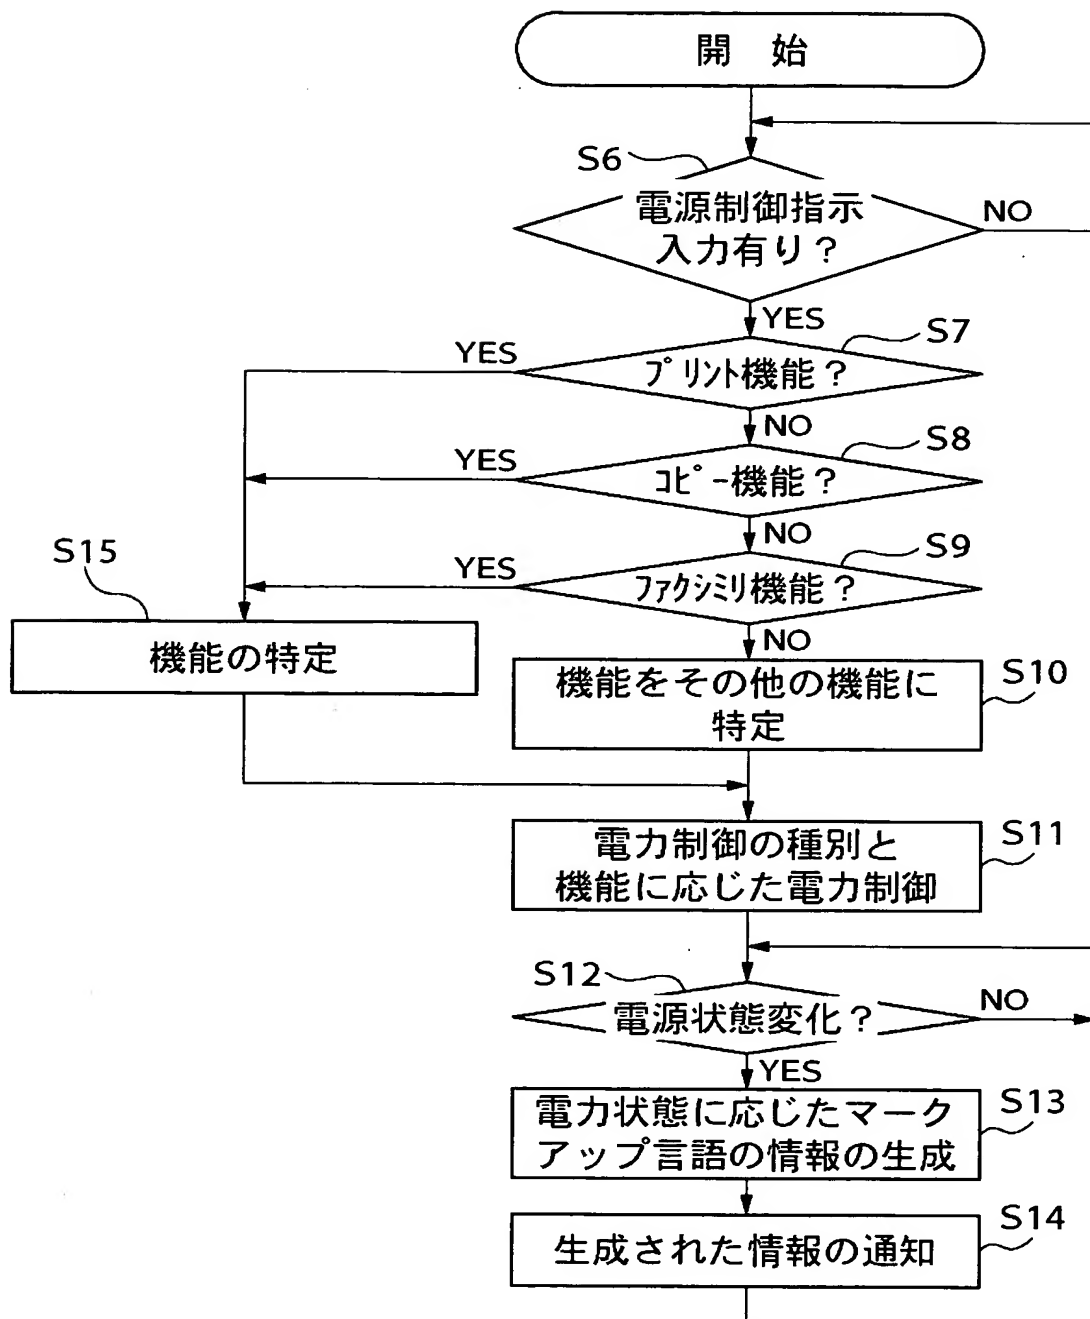 開 始
S6
電源制御指示
入力有り？
NO
YES
S7
YES
プリント機能？
NO
S8
YES
コピー機能？
NO
S9
YES
ファクシミリ機能？
S15
機能の特定
NO
S10
機能をその他の機能に
特定
S11
電力制御の種別と
機能に応じた電力制御
S12
電源状態変化？
NO
YES
S13
電力状態に応じたマーク
アップ言語の情報の生成
S14
生成された情報の通知